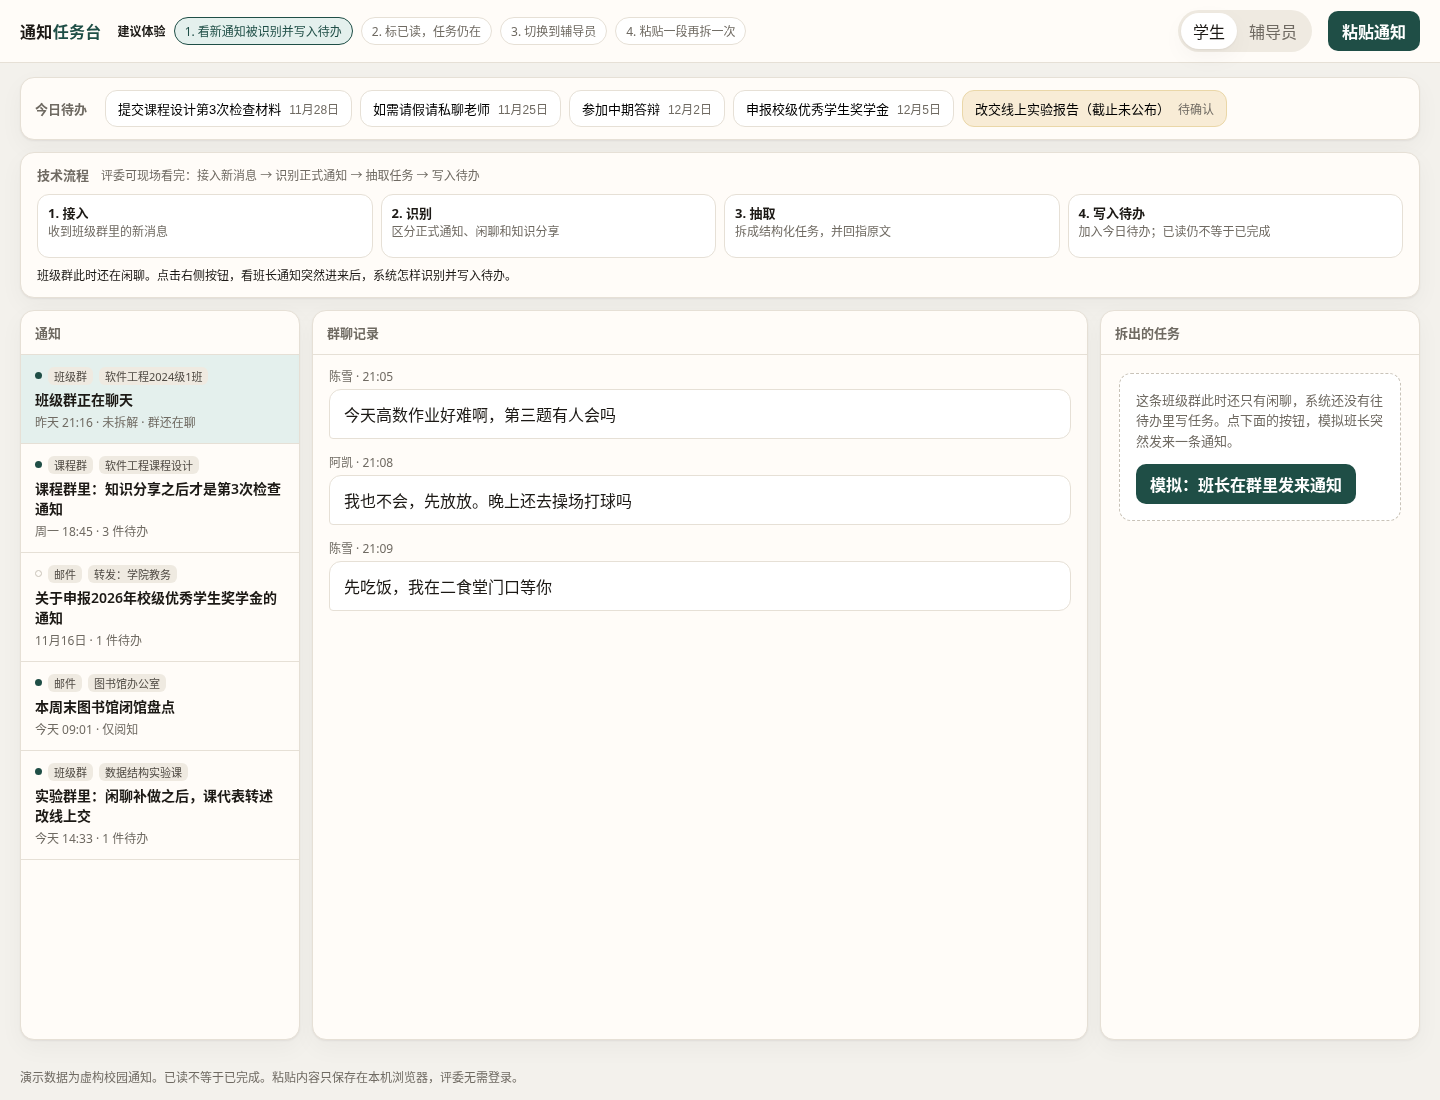 通知任务台
建议体验
1. 看新通知被识别并写入待办
2. 标已读，任务仍在
3. 切换到辅导员
4. 粘贴一段再拆一次
学生
辅导员
粘贴通知
今日待办
提交课程设计第3次检查材料 11月28日
如需请假请私聊老师 11月25日
参加中期答辩 12月2日
申报校级优秀学生奖学金 12月5日
改交线上实验报告（截止未公布） 待确认
技术流程 评委可现场看完：接入新消息 → 识别正式通知 → 抽取任务 → 写入待办
1. 接入
收到班级群里的新消息
2. 识别
区分正式通知、闲聊和知识分享
3. 抽取
拆成结构化任务，并回指原文
4. 写入待办
加入今日待办；已读仍不等于已完成
班级群此时还在闲聊。点击右侧按钮，看班长通知突然进来后，系统怎样识别并写入待办。
通知
班级群 软件工程2024级1班
班级群正在聊天
昨天 21:16 · 未拆解 · 群还在聊
课程群 软件工程课程设计
课程群里：知识分享之后才是第3次检查
通知
周一 18:45 · 3 件待办
邮件 转发：学院教务
关于申报2026年校级优秀学生奖学金的
通知
11月16日 · 1 件待办
邮件 图书馆办公室
本周末图书馆闭馆盘点
今天 09:01 · 仅阅知
班级群 数据结构实验课
实验群里：闲聊补做之后，课代表转述
改线上交
今天 14:33 · 1 件待办
群聊记录
陈雪 · 21:05
今天高数作业好难啊，第三题有人会吗
阿凯 · 21:08
我也不会，先放放。晚上还去操场打球吗
陈雪 · 21:09
先吃饭，我在二食堂门口等你
拆出的任务
这条班级群此时还只有闲聊，系统还没有往
待办里写任务。点下面的按钮，模拟班长突
然发来一条通知。
模拟：班长在群里发来通知
演示数据为虚构校园通知。已读不等于已完成。粘贴内容只保存在本机浏览器，评委无需登录。